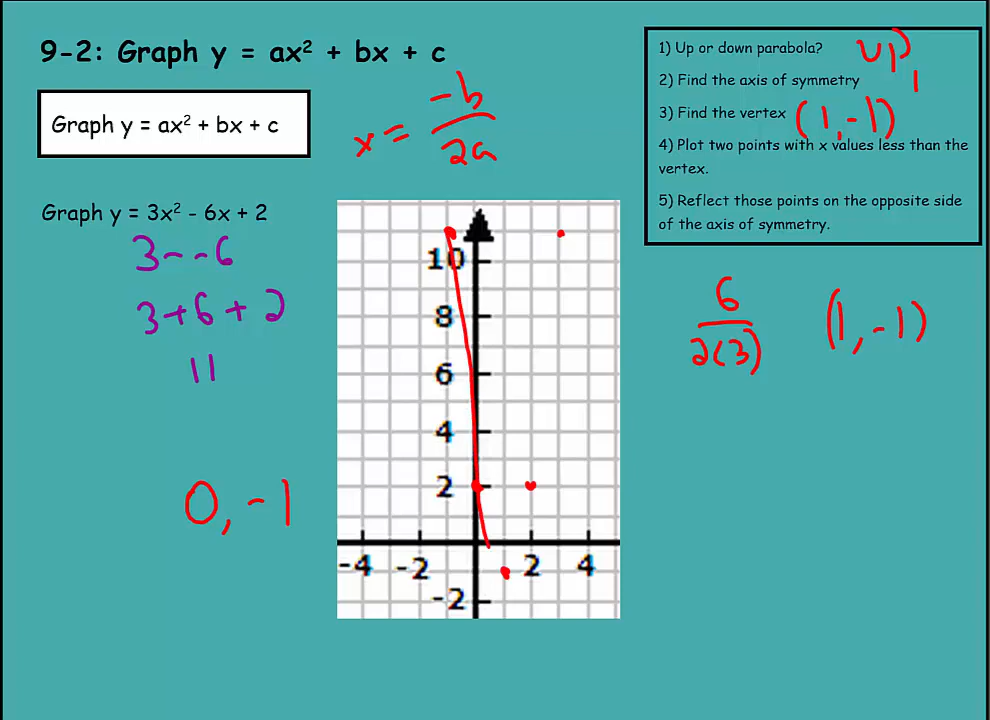 9-2: Graph y = ax² + bx + c
Graph y = ax² + bx + c
x = -b/2a
1) Up or down parabola? up
2) Find the axis of symmetry 1
3) Find the vertex (1,-1)
4) Plot two points with x values less than the
vertex.
5) Reflect those points on the opposite side
of the axis of symmetry.
Graph y = 3x² - 6x + 2
3--6
3+6+2
11
0,-1
10
8
6
4
2
-4 -2 2 4
-2
6/2(3) (1,-1)